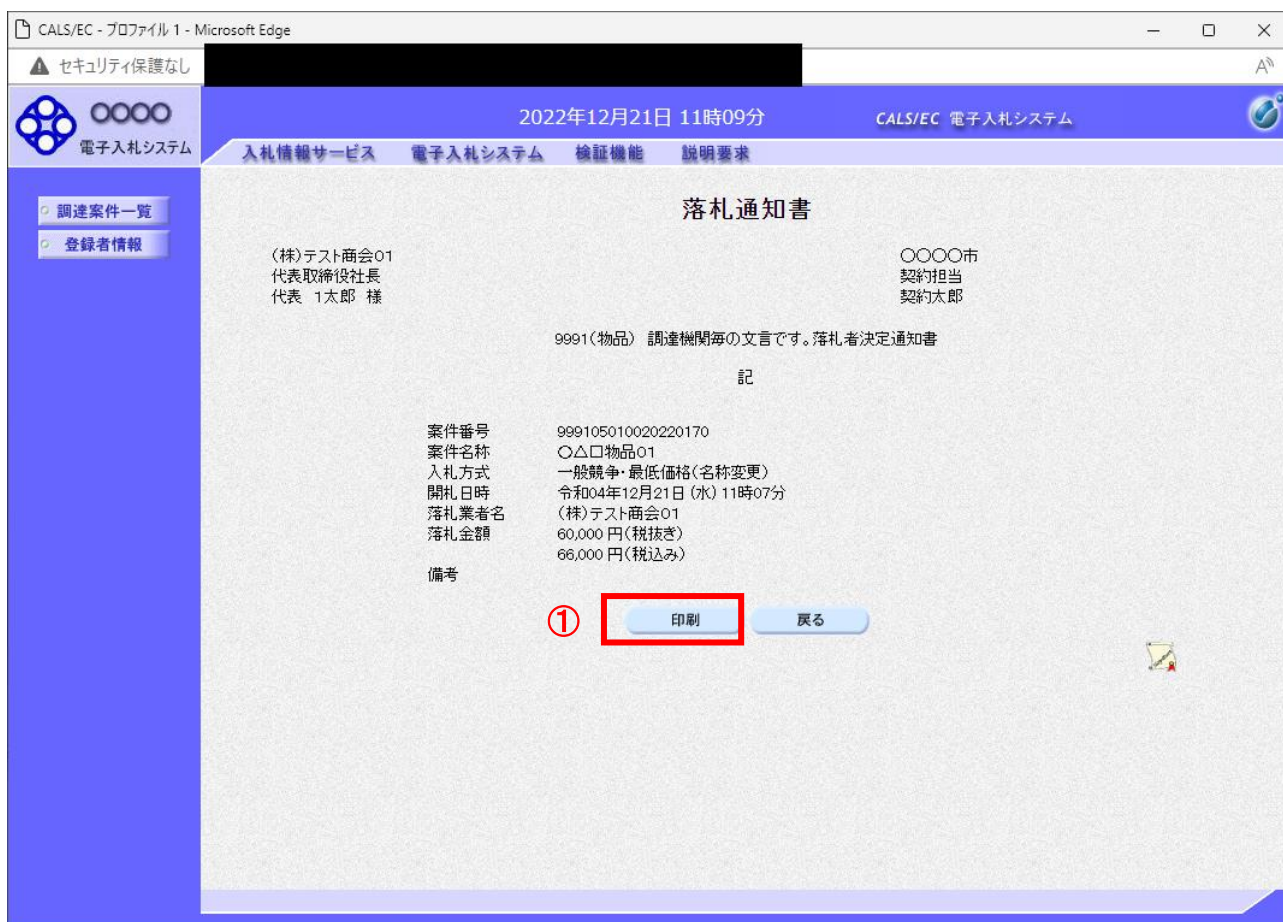 CALS/EC - プロファイル 1 - Microsoft Edge
セキュリティ保護なし
OOOO
電子入札システム
2022年12月21日 11時09分
CALS/EC 電子入札システム
入札情報サービス 電子入札システム 検証機能 説明要求
調達案件一覧
登録者情報
落札通知書
(株)テスト商会01
代表取締役社長
代表 1太郎 様
〇〇〇〇市
契約担当
契約太郎
9991(物品) 調達機関毎の文言です。落札者決定通知書
記
案件番号 999105010020220170
案件名称 〇△口物品01
入札方式 一般競争・最低価格(名称変更)
開札日時 令和04年12月21日 (水) 11時07分
落札業者名 (株)テスト商会01
落札金額 60,000 円(税抜き)
66,000 円(税込み)
備考
① 印刷 戻る